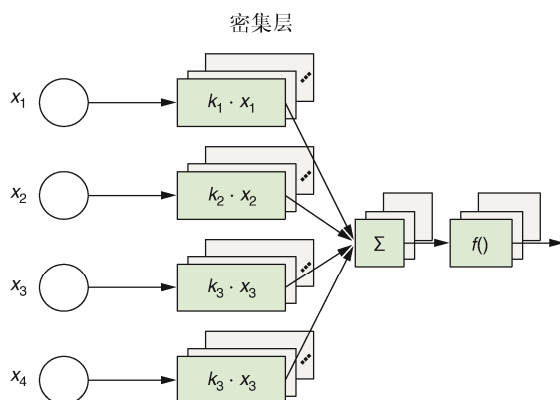 密集层
x1 k1 · x1
x2 k2 · x2
Σ f()
x3 k3 · x3
x4 k3 · x3